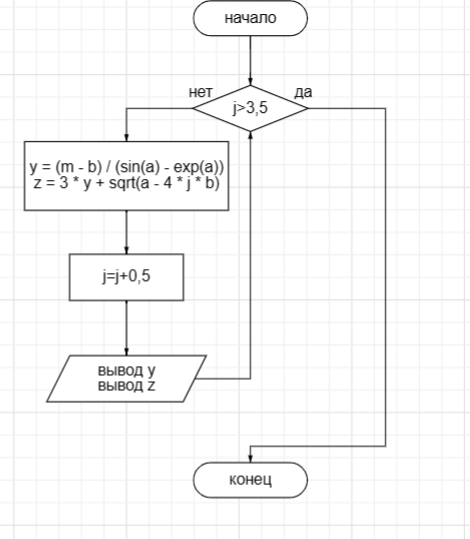 начало
нет
да
j>3,5
y = (m - b) / (sin(a) - exp(a))
z = 3 * y + sqrt(a - 4 * j * b)
j=j+0,5
вывод y
вывод z
конец